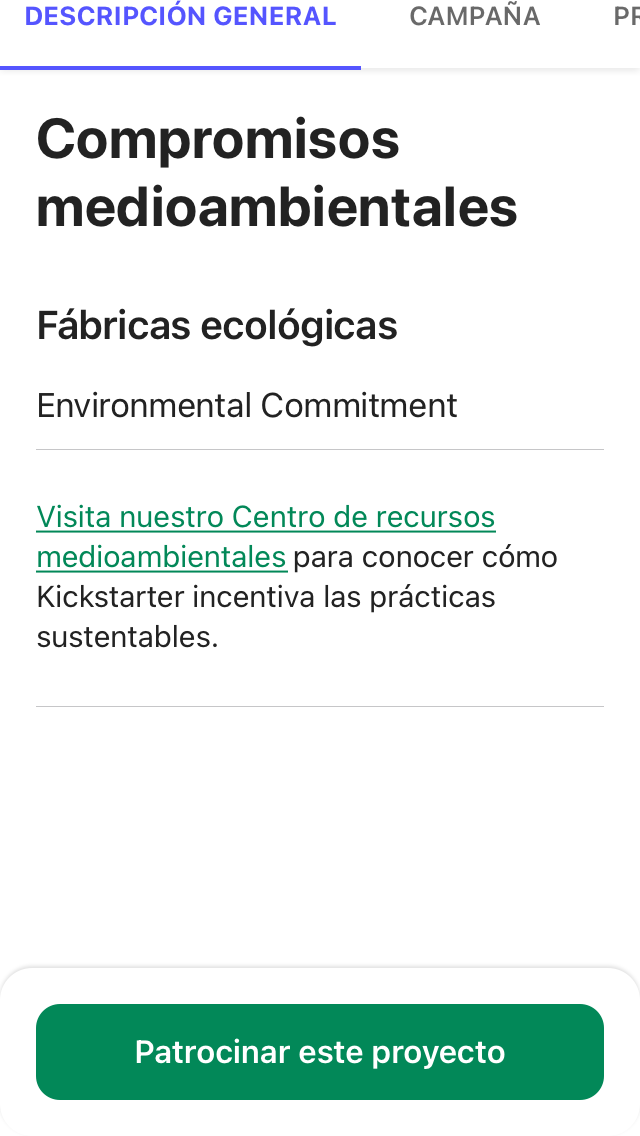 DESCRIPCIÓN GENERAL CAMPAÑA PR
Compromisos
medioambientales
Fábricas ecológicas
Environmental Commitment
Visita nuestro Centro de recursos
medioambientales para conocer cómo
Kickstarter incentiva las prácticas
sustentables.
Patrocinar este proyecto